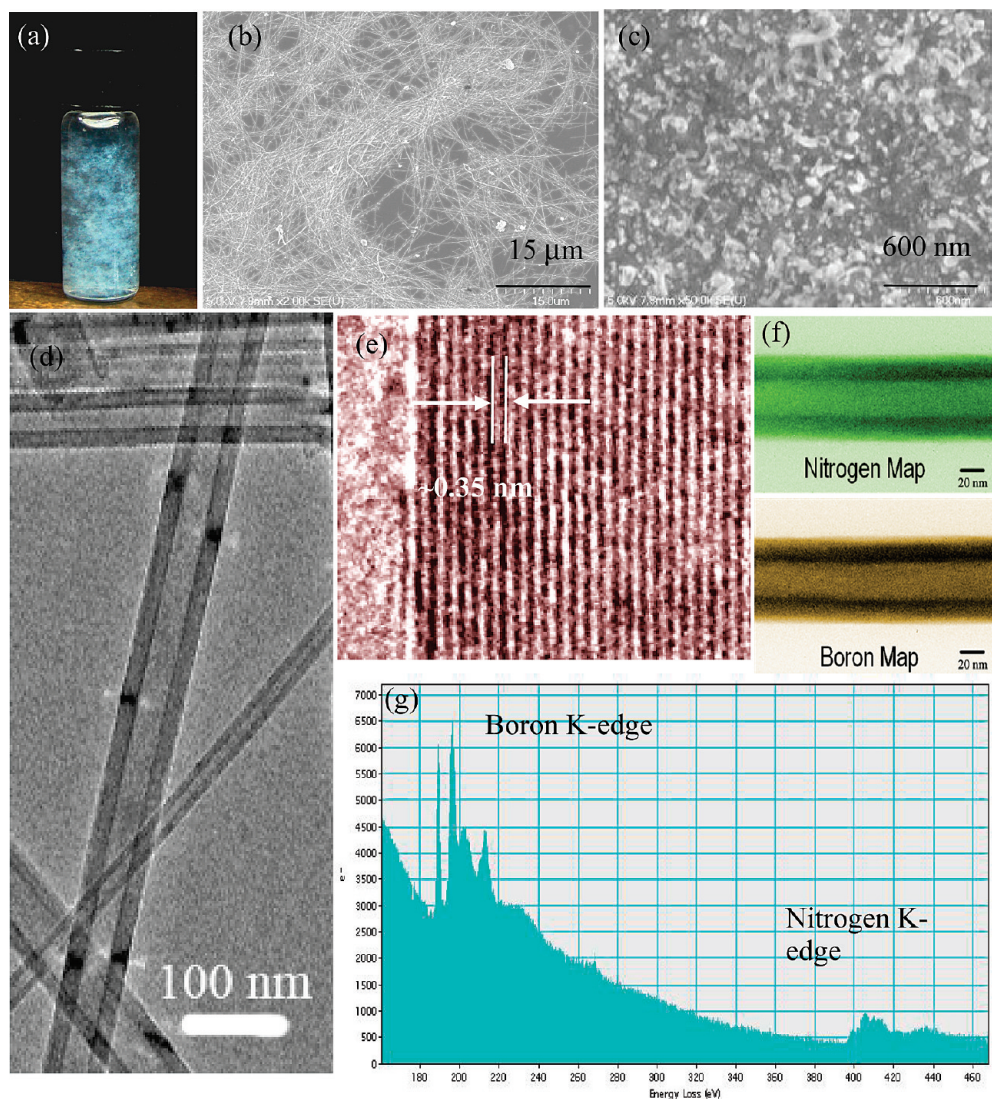 (a)
(b)
15 µm
5.0kV 7.9mm x2.00k SE(U)
15.0um
(c)
600 nm
5.0kV 7.9mm x50.0k SE(U)
600nm
(d)
100 nm
(e)
~0.35 nm
(f)
Nitrogen Map
20 nm
Boron Map
20 nm
(g)
Boron K-edge
Nitrogen K-
edge
7000
6500
6000
5500
5000
4500
4000
3500
3000
2500
2000
1500
1000
500
0
e-
180 200 220 240 260 280 300 320 340 360 380 400 420 440 460
Energy Loss (eV)